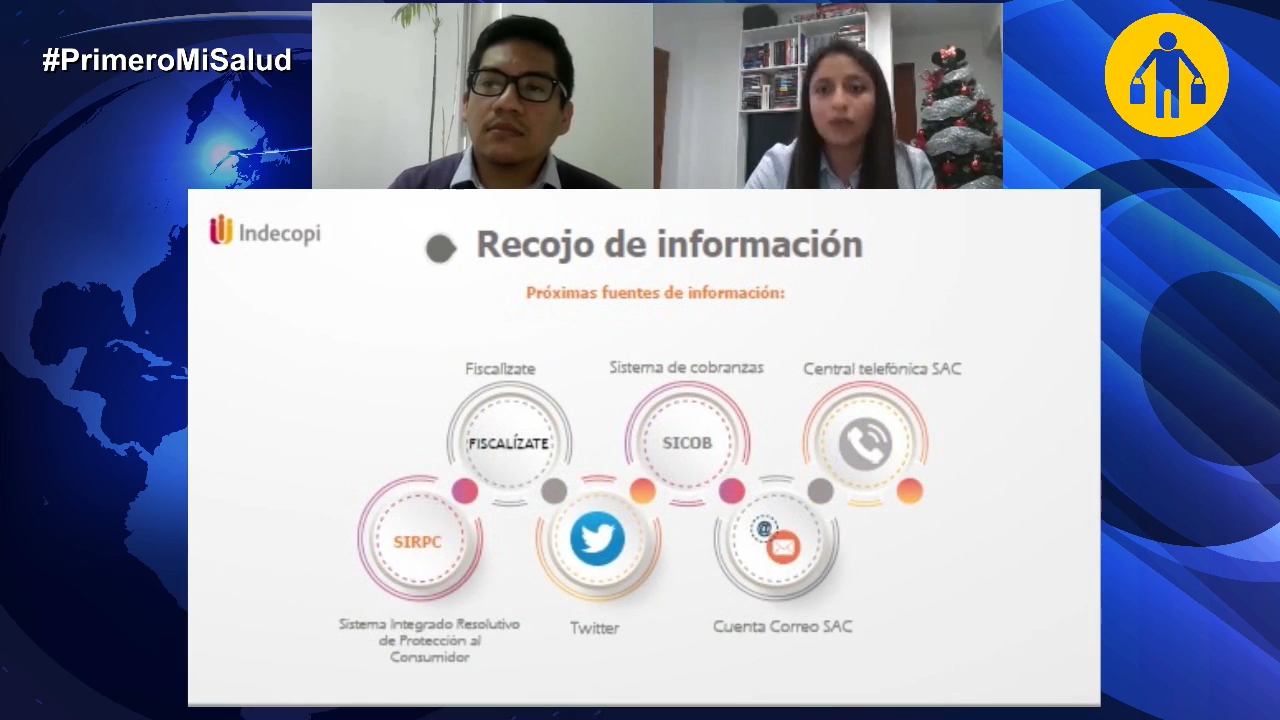 #PrimeroMiSalud
Indecopi
Recojo de información
Próximas fuentes de información:
Fiscalízate
Sistema de cobranzas
Central telefónica SAC
FISCALÍZATE
SICOB
SIRPC
@
Sistema Integrado Resolutivo
de Protección al
Consumidor
Twitter
Cuenta Correo SAC